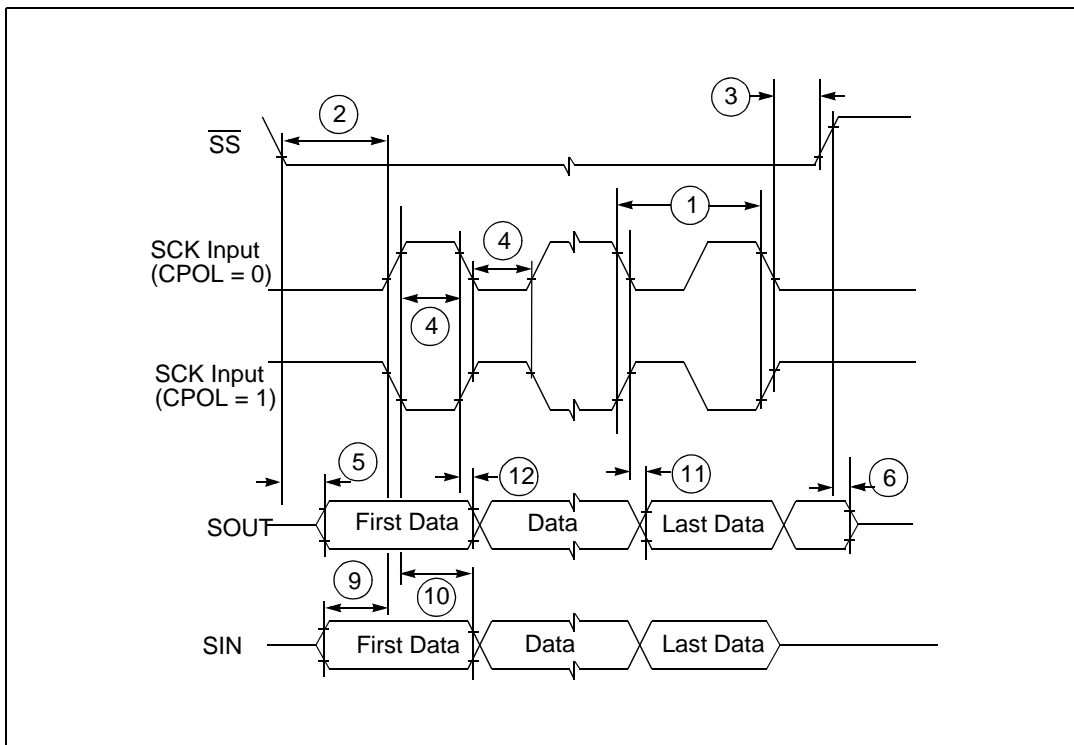 3
2
SS
1
SCK Input
(CPOL = 0)
4
4
SCK Input
(CPOL = 1)
5
12
11
6
SOUT
First Data
Data
Last Data
9
10
SIN
First Data
Data
Last Data